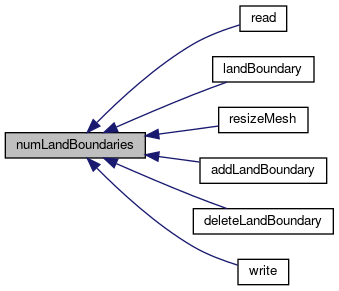 read
landBoundary
resizeMesh
numLandBoundaries
addLandBoundary
deleteLandBoundary
write